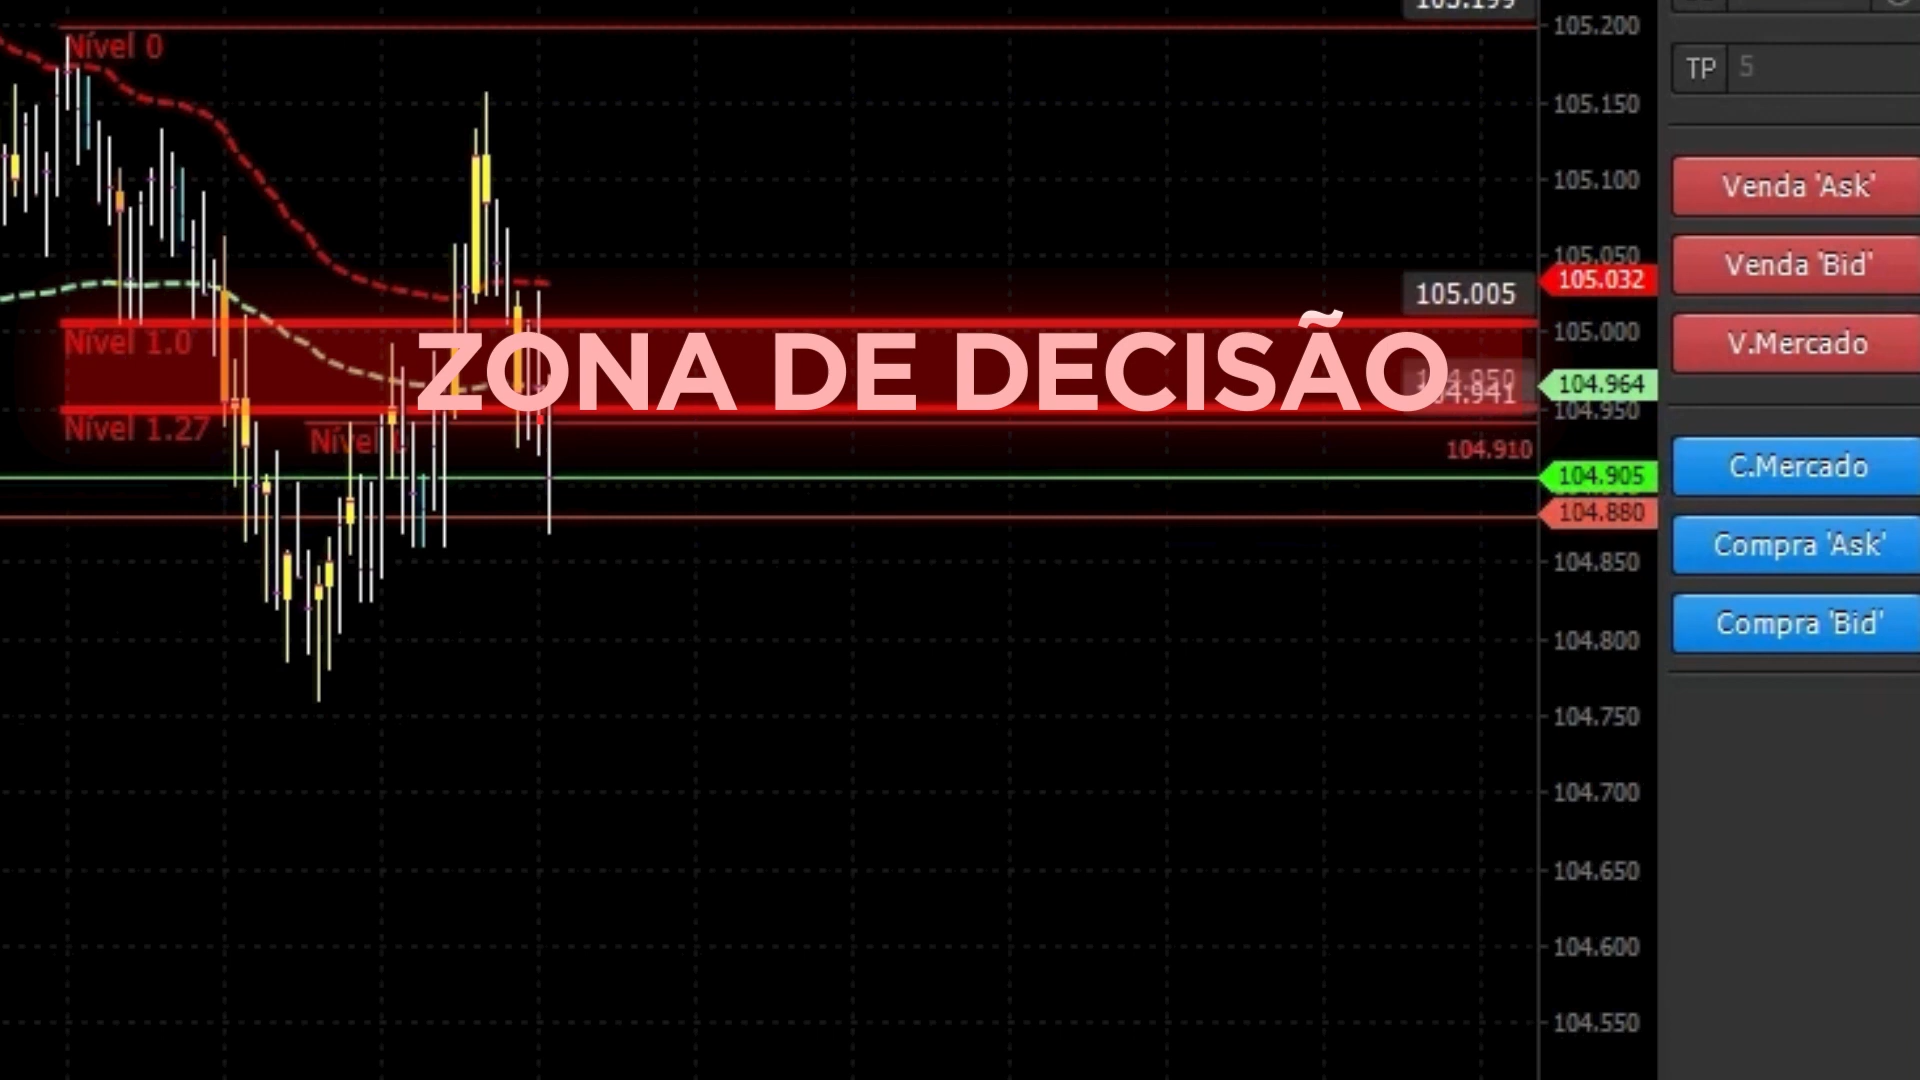 105.199
105.200
Nível 0
TP 5
105.150
105.100
Venda 'Ask'
105.050
Venda 'Bid'
105.032
105.005
105.000
Nível 1.0
V.Mercado
ZONA DE DECISÃO
104.950
104.964
104.941
104.950
Nível 1.27
Nível
104.910
C.Mercado
104.905
104.880
Compra 'Ask'
104.850
Compra 'Bid'
104.800
104.750
104.700
104.650
104.600
104.550